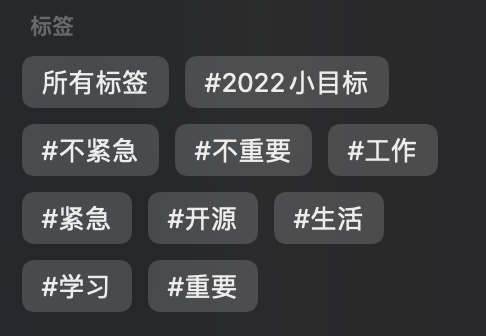 标签
所有标签 #2022小目标
#不紧急 #不重要 #工作
#紧急 #开源 #生活
#学习 #重要